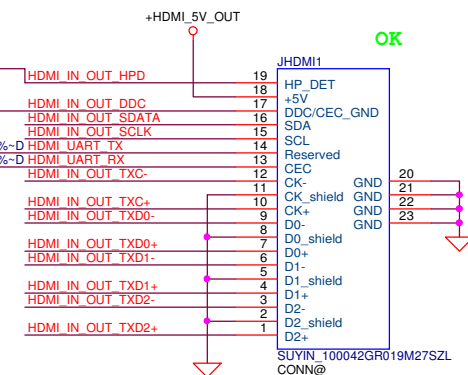 +HDMI_5V_OUT
OK
JHDMI1
HDMI_IN_OUT_HPD 19 HP_DET
18 +5V
HDMI_IN_OUT_DDC 17 DDC/CEC_GND
HDMI_IN_OUT_SDATA 16 SDA
HDMI_IN_OUT_SCLK 15 SCL
%~D HDMI_UART_TX 14 Reserved
%~D HDMI_UART_RX 13 CEC
HDMI_IN_OUT_TXC- 12 CK- GND 20
11 CK_shield GND 21
HDMI_IN_OUT_TXC+ 10 CK+ GND 22
HDMI_IN_OUT_TXD0- 9 D0- GND 23
8 D0_shield
HDMI_IN_OUT_TXD0+ 7 D0+
HDMI_IN_OUT_TXD1- 6 D1-
5 D1_shield
HDMI_IN_OUT_TXD1+ 4 D1+
HDMI_IN_OUT_TXD2- 3 D2-
2 D2_shield
HDMI_IN_OUT_TXD2+ 1 D2+
SUYIN_100042GR019M27SZL
CONN@